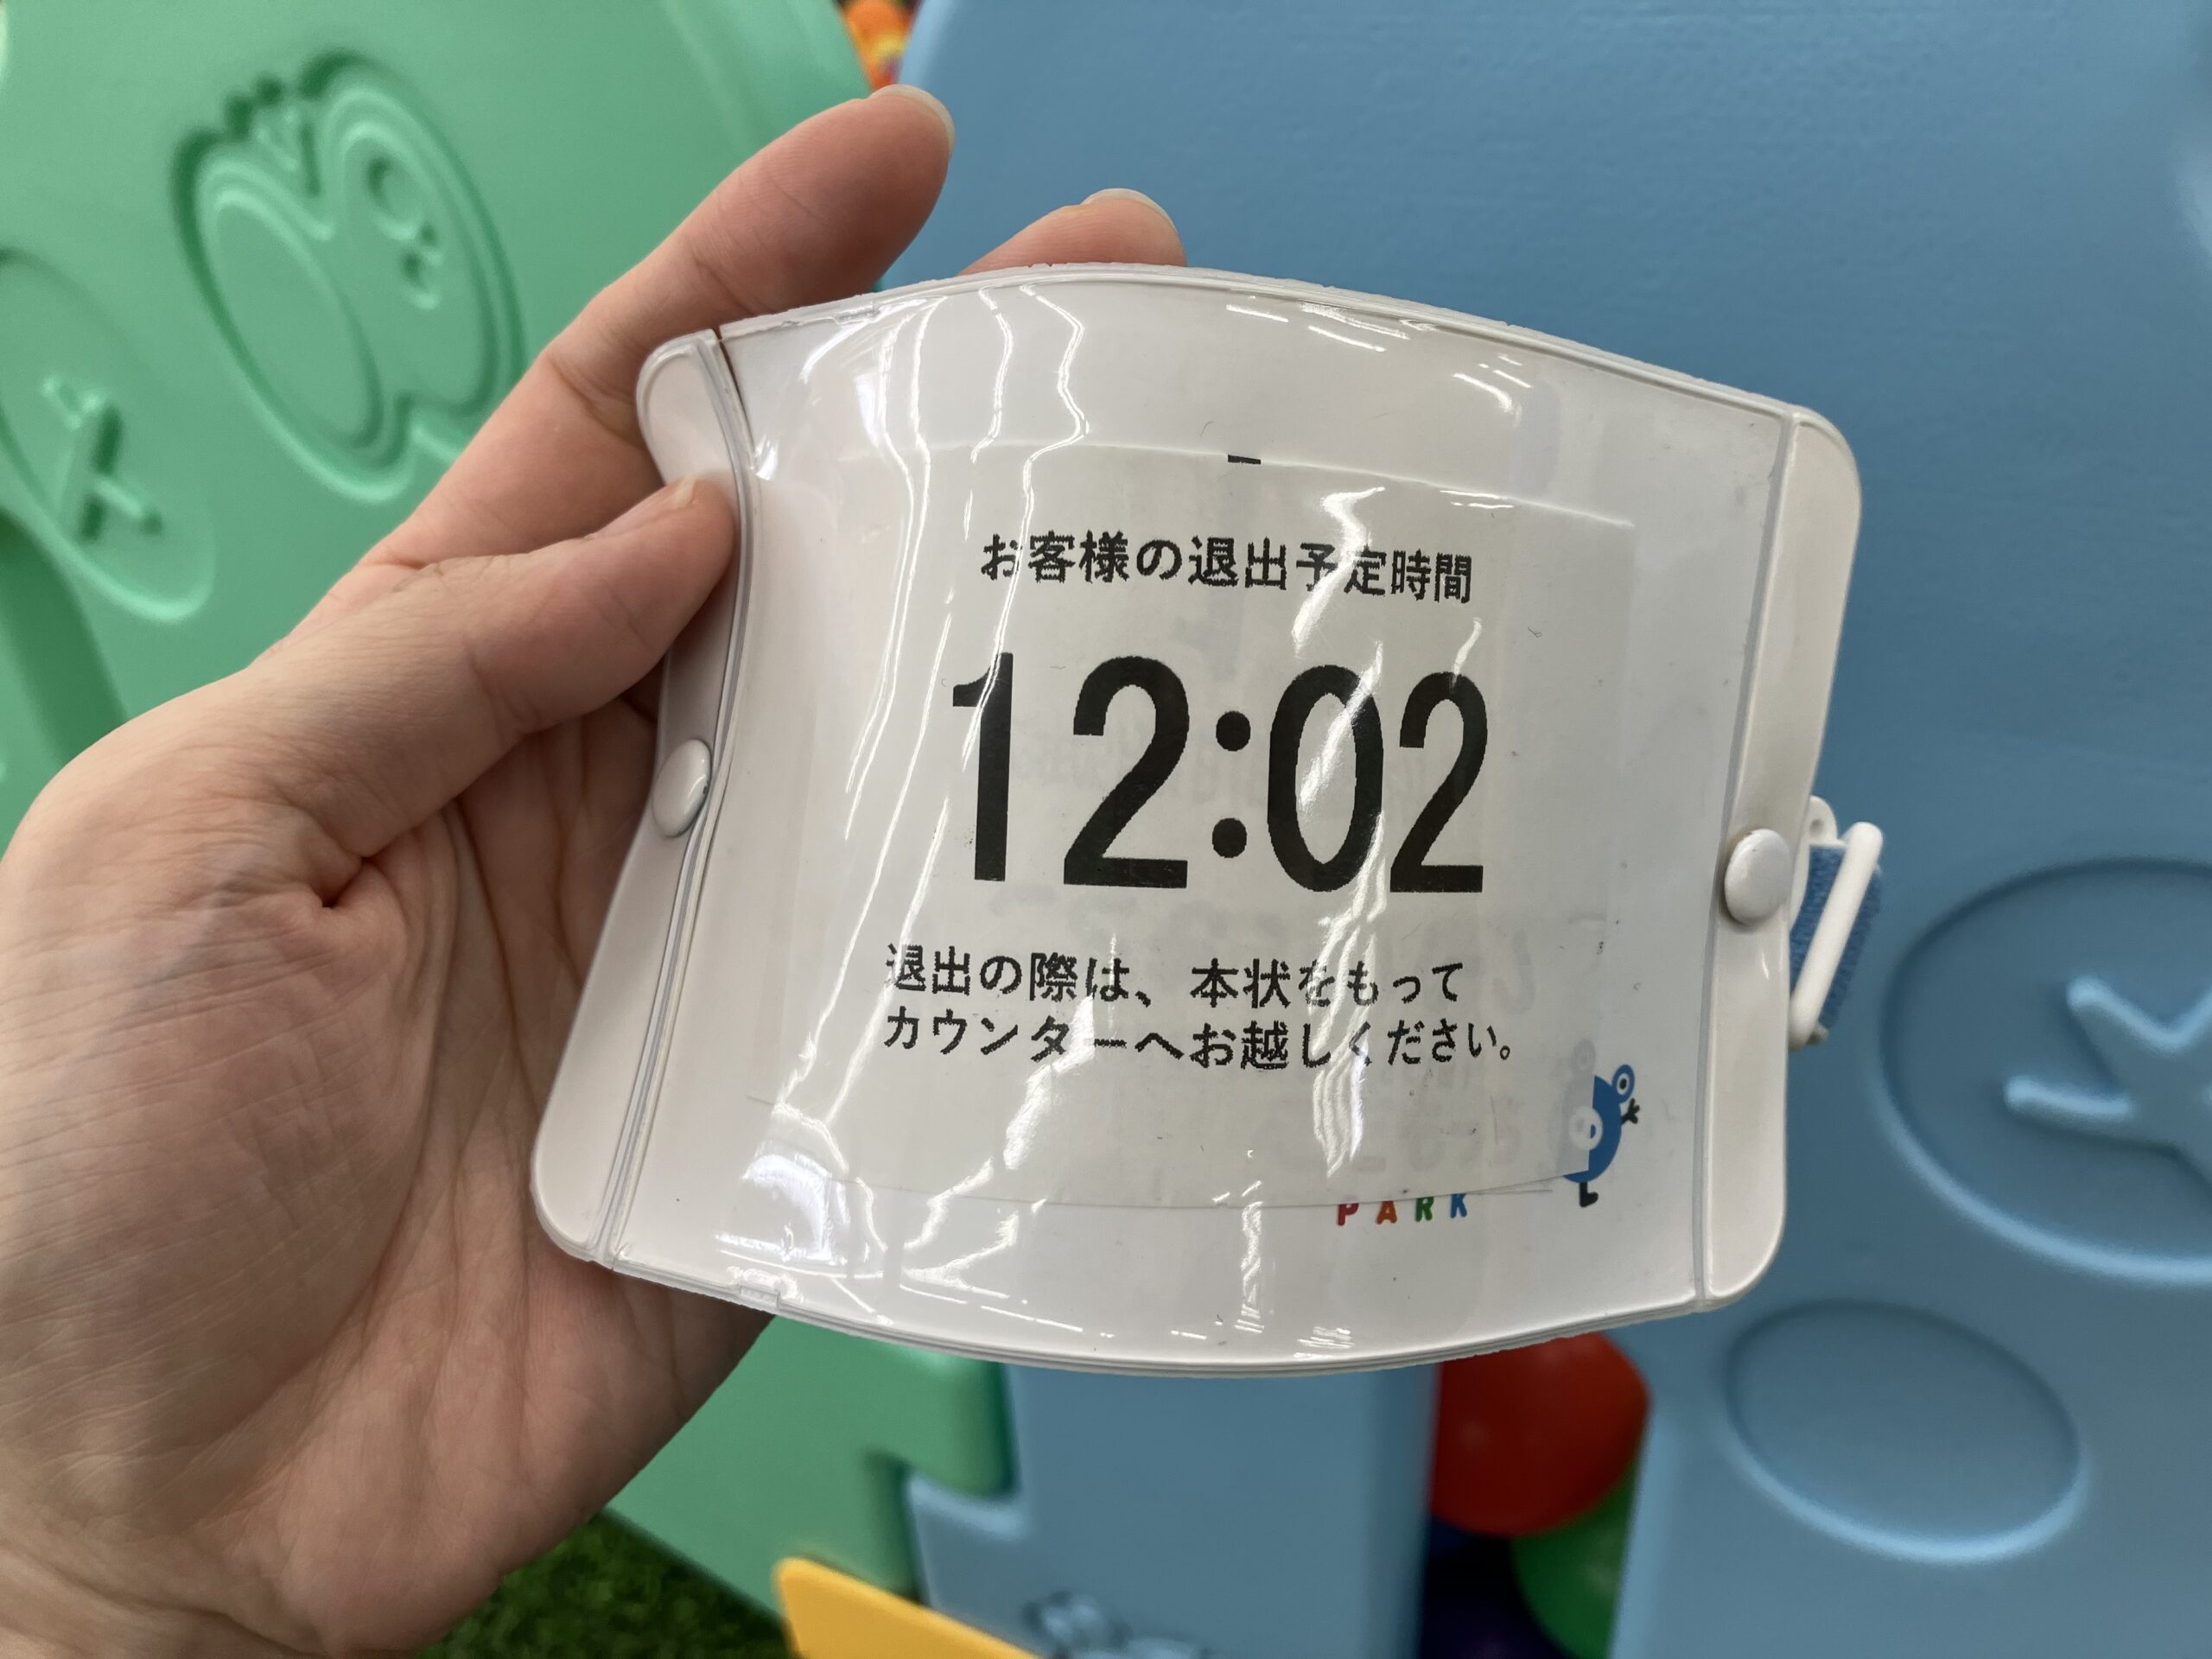 お客様の退出予定時間
12:02
退出の際は、本状をもって
カウンターへお越しください。
PARK